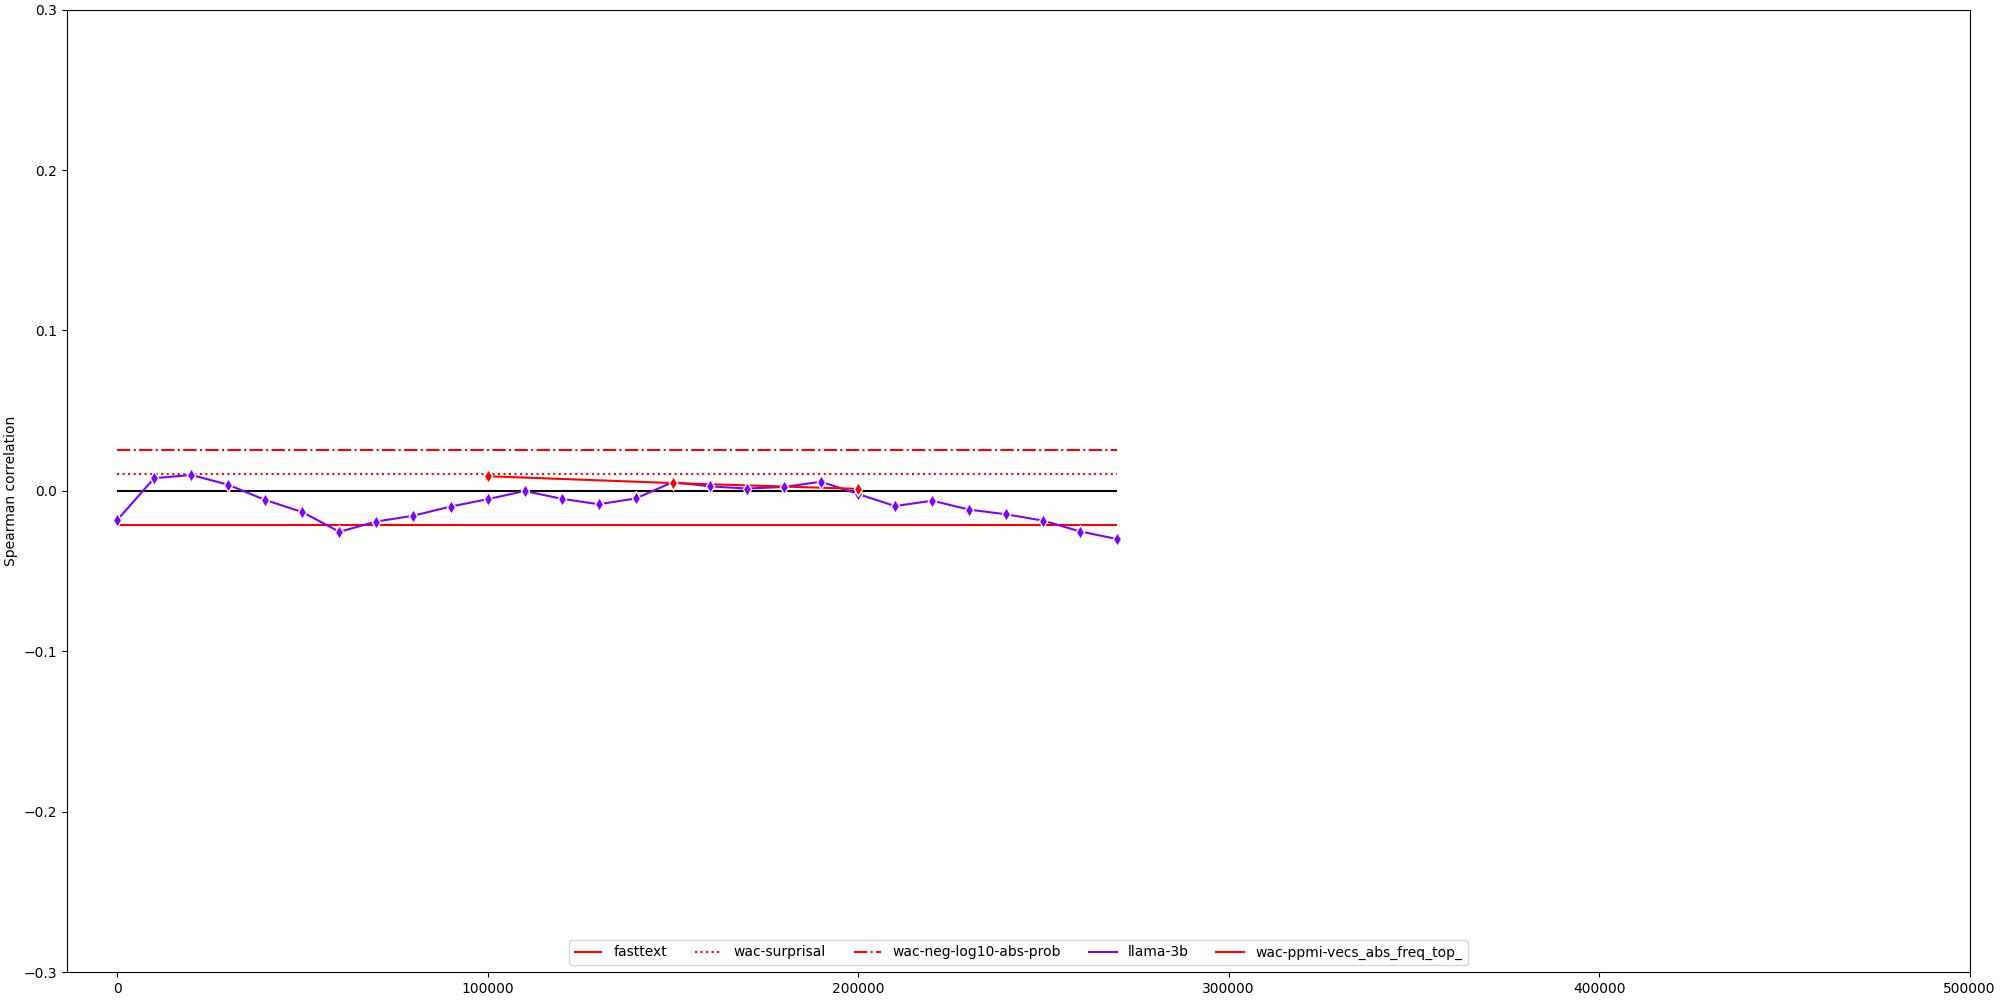 0.3
0.2
0.1
0.0
−0.1
−0.2
−0.3
Spearman correlation
fasttext wac-surprisal wac-neg-log10-abs-prob llama-3b wac-ppmi-vecs_abs_freq_top_
0 100000 200000 300000 400000 500000